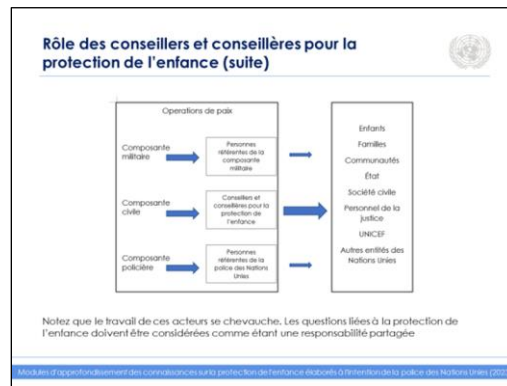 Rôle des conseillers et conseillères pour la
protection de l'enfance (suite)
Operations de paix
Composante
militaire
Personnes
référentes de la
composante
militaire
Composante
civile
Conseillers et
conseillères pour la
protection de
l'enfance
Composante
policière
Personnes
référentes de la
police des Nations
Unies
Enfants
Familles
Communautés
État
Société civile
Personnel de la
justice
UNICEF
Autres entités des
Nations Unies
Notez que le travail de ces acteurs se chevauche. Les questions liées à la protection de
l'enfance doivent être considérées comme étant une responsabilité partagée
Modules d'approfondissement des connaissances sur la protection de l'enfance élaborés à l'intention de la police des Nations Unies